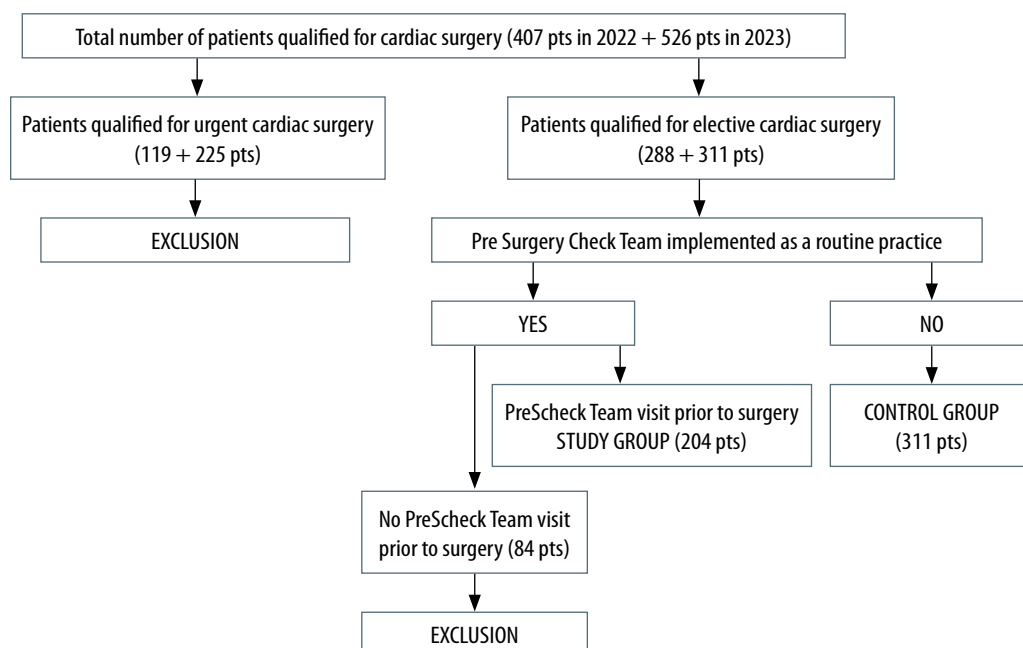 Total number of patients qualified for cardiac surgery (407 pts in 2022 + 526 pts in 2023)
Patients qualified for urgent cardiac surgery
(119 + 225 pts)
Patients qualified for elective cardiac surgery
(288 + 311 pts)
EXCLUSION
Pre Surgery Check Team implemented as a routine practice
YES
NO
PreScheck Team visit prior to surgery
STUDY GROUP (204 pts)
CONTROL GROUP
(311 pts)
No PreScheck Team visit
prior to surgery (84 pts)
EXCLUSION